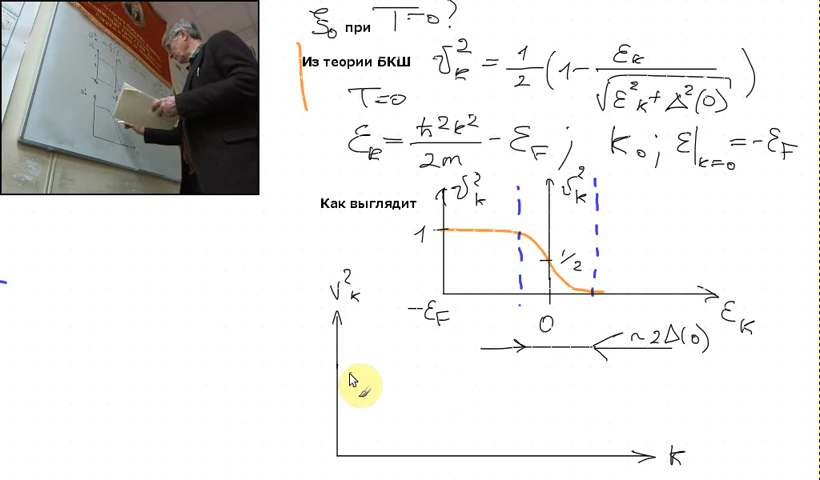 ξ₀ при T=0?
Из теории БКШ v²ₖ = 1/2 (1 - εₖ/√(ε²ₖ + Δ²(0)))
T=0
εₖ = ħ²k²/2m - ε_F ; k₀ ; ε|ₖ₌₀ = -ε_F
Как выглядит
v²ₖ v²ₖ
1
1/2
-ε_F 0 εₖ
~2Δ(0)
v²ₖ
k